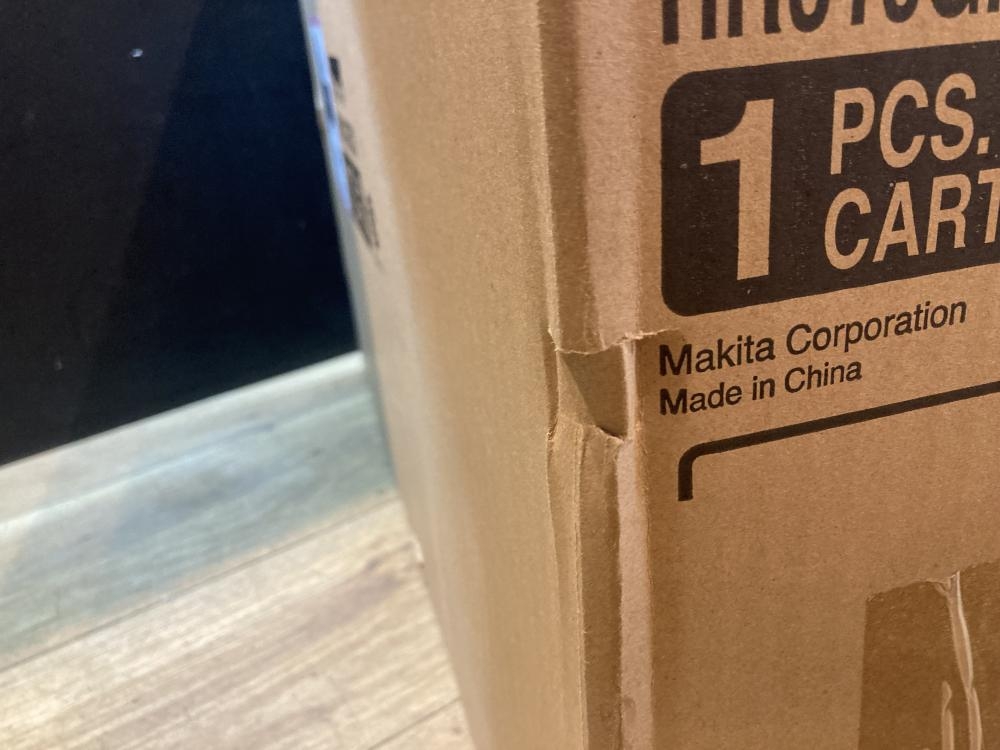 1 PCS.
CART
Makita Corporation
Made in China